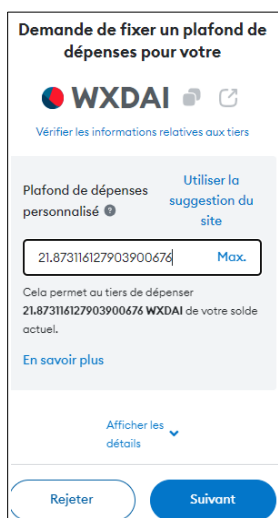 Demande de fixer un plafond de
dépenses pour votre
WXDAI
Vérifier les informations relatives aux tiers
Plafond de dépenses
personnalisé
Utiliser la
suggestion du
site
21.873116127903900676
Max.
Cela permet au tiers de dépenser
21.873116127903900676 WXDAI de votre solde
actuel.
En savoir plus
Afficher les
détails
Rejeter
Suivant